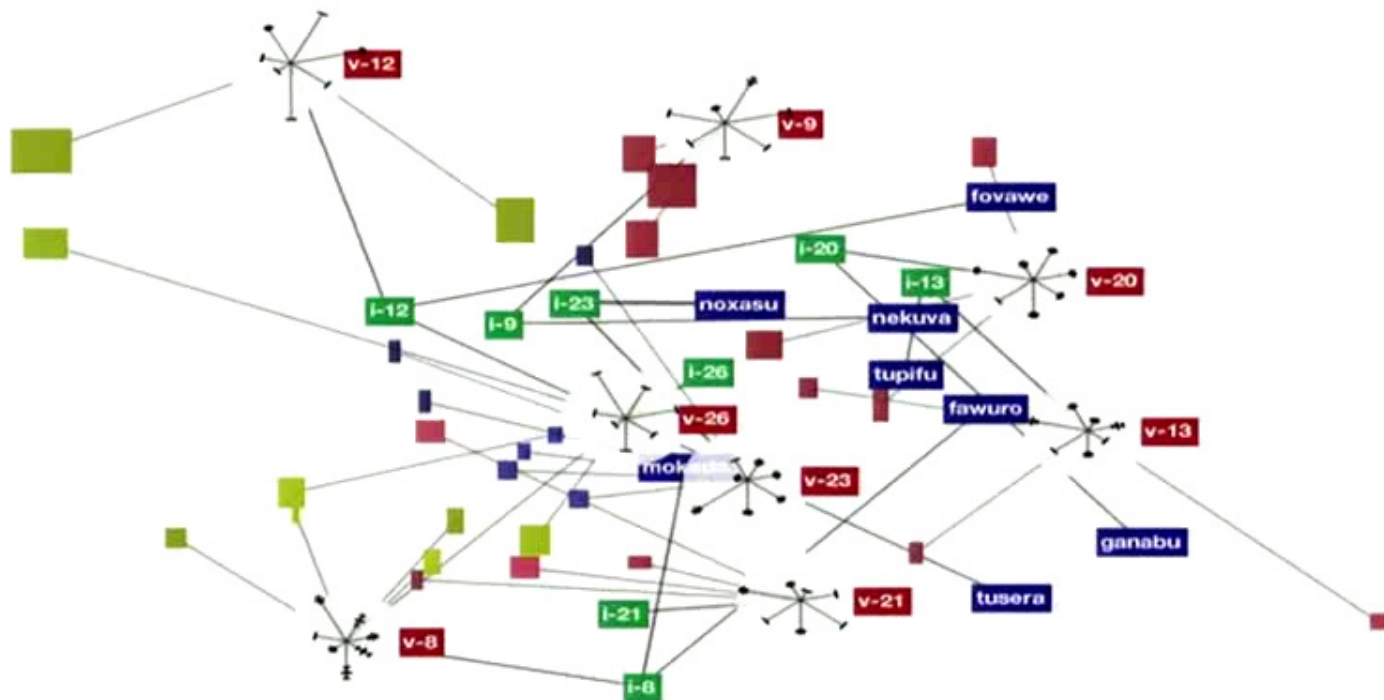 v-12
v-9
fovawe
i-20
i-13
v-20
i-12
i-9
i-23
noxasu
nekuva
i-26
tupifu
v-26
fawuro
v-13
v-23
ganabu
i-21
v-21
tusera
v-8
i-8